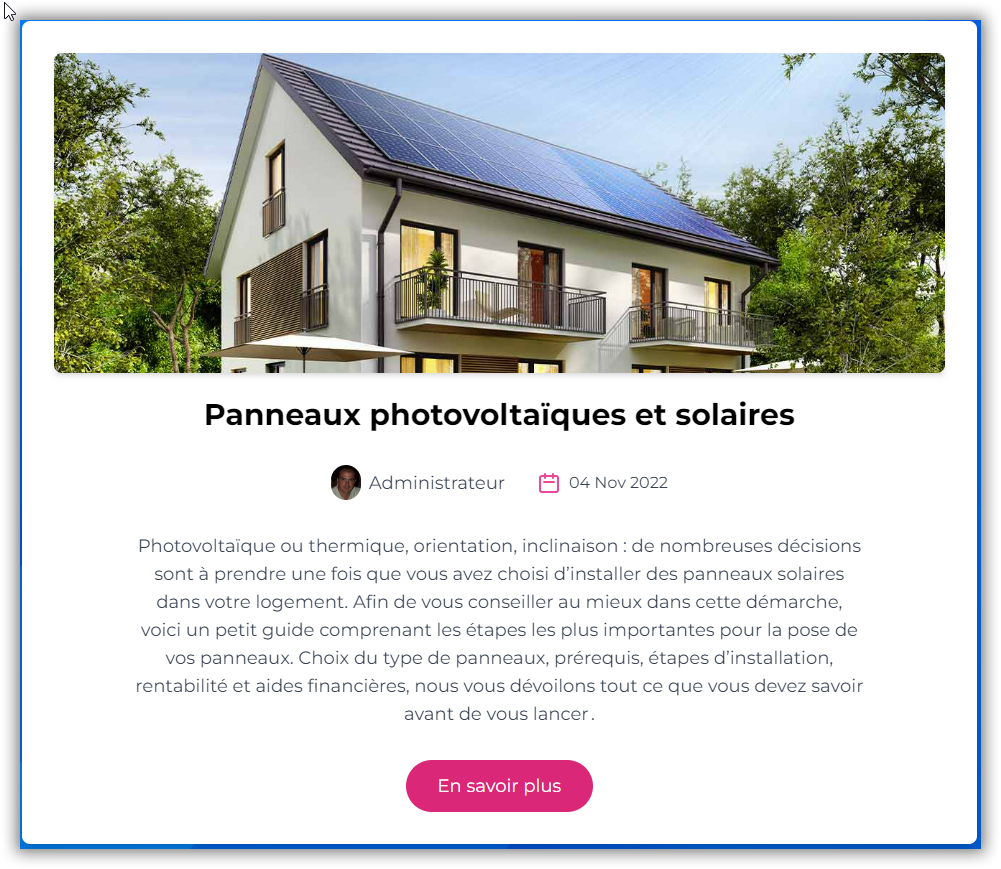 Panneaux photovoltaïques et solaires
Administrateur
04 Nov 2022
Photovoltaïque ou thermique, orientation, inclinaison : de nombreuses décisions
sont à prendre une fois que vous avez choisi d’installer des panneaux solaires
dans votre logement. Afin de vous conseiller au mieux dans cette démarche,
voici un petit guide comprenant les étapes les plus importantes pour la pose de
vos panneaux. Choix du type de panneaux, prérequis, étapes d’installation,
rentabilité et aides financières, nous vous dévoilons tout ce que vous devez savoir
avant de vous lancer .
En savoir plus